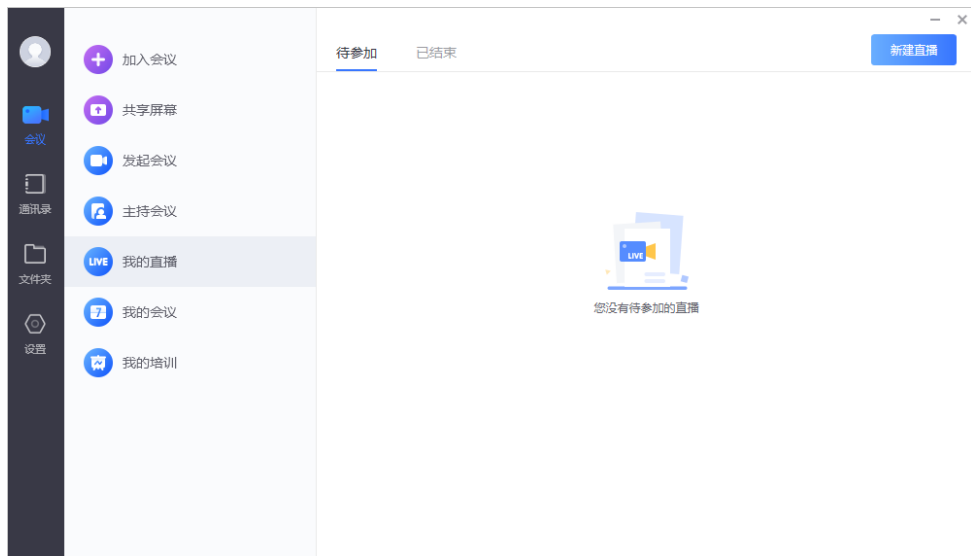 会议
通讯录
文件夹
设置
加入会议
共享屏幕
发起会议
主持会议
LIVE
我的直播
7
我的会议
我的培训
待参加
已结束
新建直播
LIVE
您没有待参加的直播